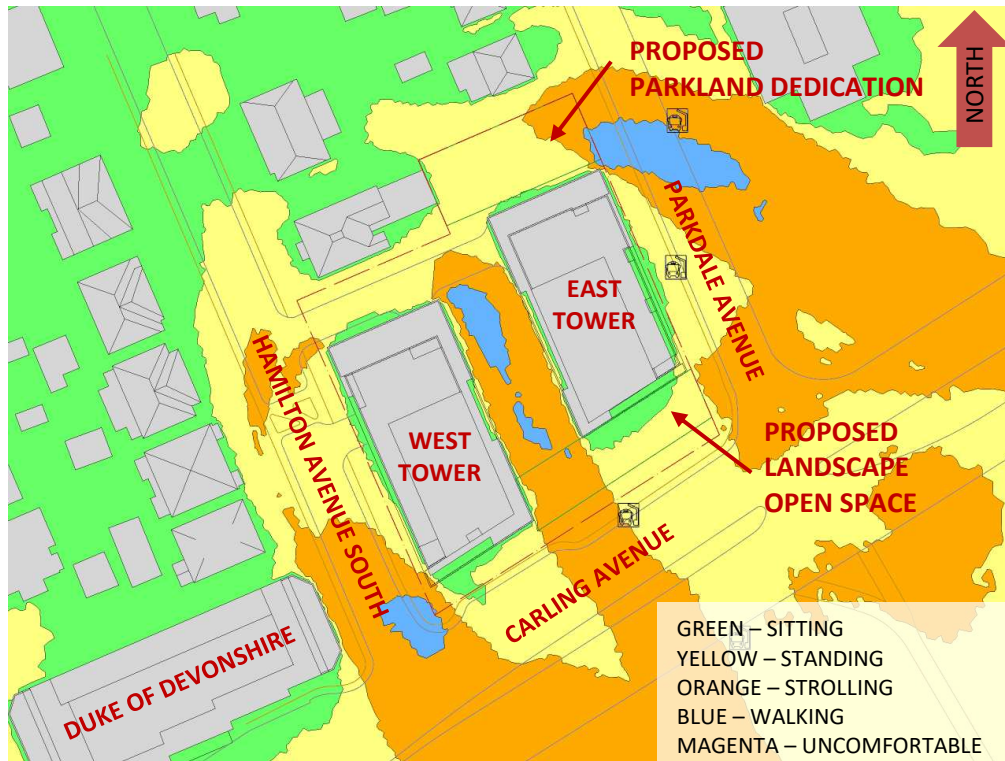 PROPOSED
PARKLAND DEDICATION
NORTH
PARKDALE AVENUE
EAST
TOWER
HAMILTON AVENUE SOUTH
WEST
TOWER
PROPOSED
LANDSCAPE
OPEN SPACE
CARLING AVENUE
DUKE OF DEVONSHIRE
GREEN – SITTING
YELLOW – STANDING
ORANGE – STROLLING
BLUE – WALKING
MAGENTA – UNCOMFORTABLE